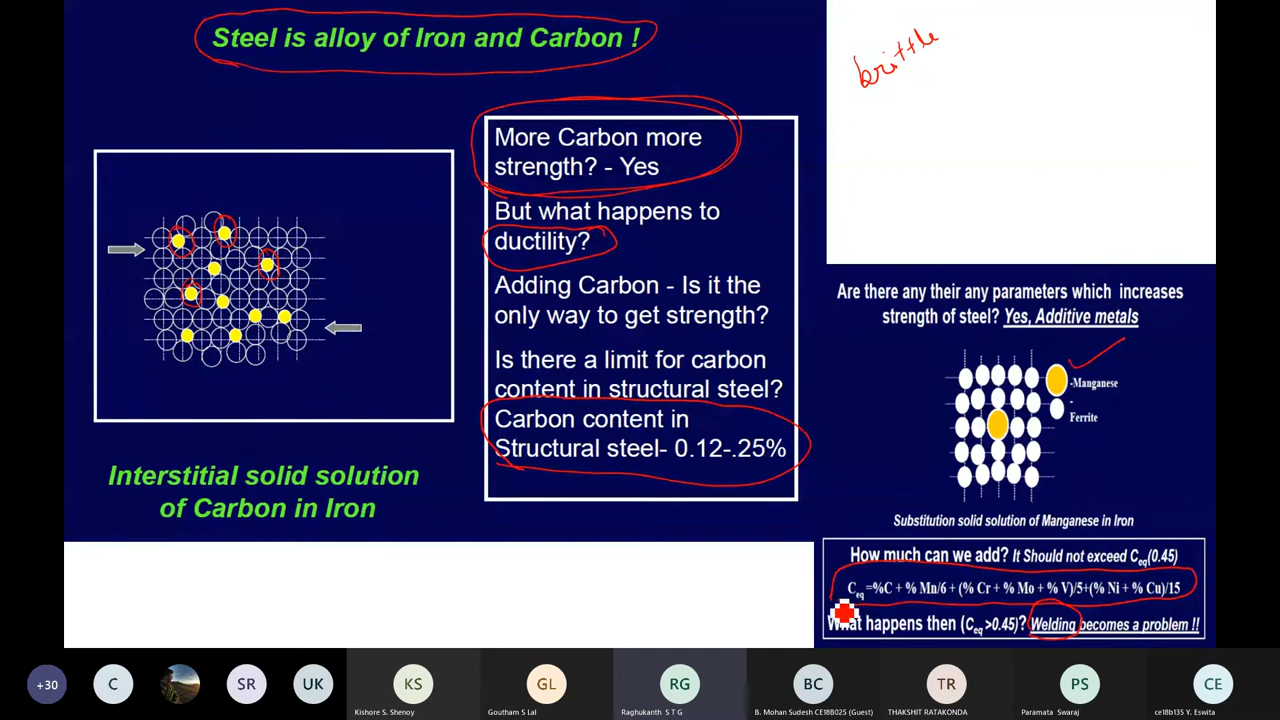 Steel is alloy of Iron and Carbon !
More Carbon more
strength? - Yes
But what happens to
ductility?
Adding Carbon - Is it the
only way to get strength?
Is there a limit for carbon
content in structural steel?
Carbon content in
Structural steel- 0.12-.25%
Interstitial solid solution
of Carbon in Iron
brittle
Are there any their any parameters which increases
strength of steel? Yes, Additive metals
-Manganese
-
Ferrite
Substitution solid solution of Manganese in Iron
How much can we add? It Should not exceed Ceq(0.45)
Ceq =%C + % Mn/6 + (% Cr + % Mo + % V)/5+(% Ni + % Cu)/15
What happens then (Ceq >0.45)? Welding becomes a problem !!
+30
C
SR
UK
KS
GL
RG
BC
TR
PS
CE
Kishore S. Shenoy
Goutham S Lal
Raghukanth S T G
B. Mohan Sudesh CE18B025 (Guest)
THAKSHIT RATAKONDA
Paramata Swaraj
ce18b135 Y. Eswita